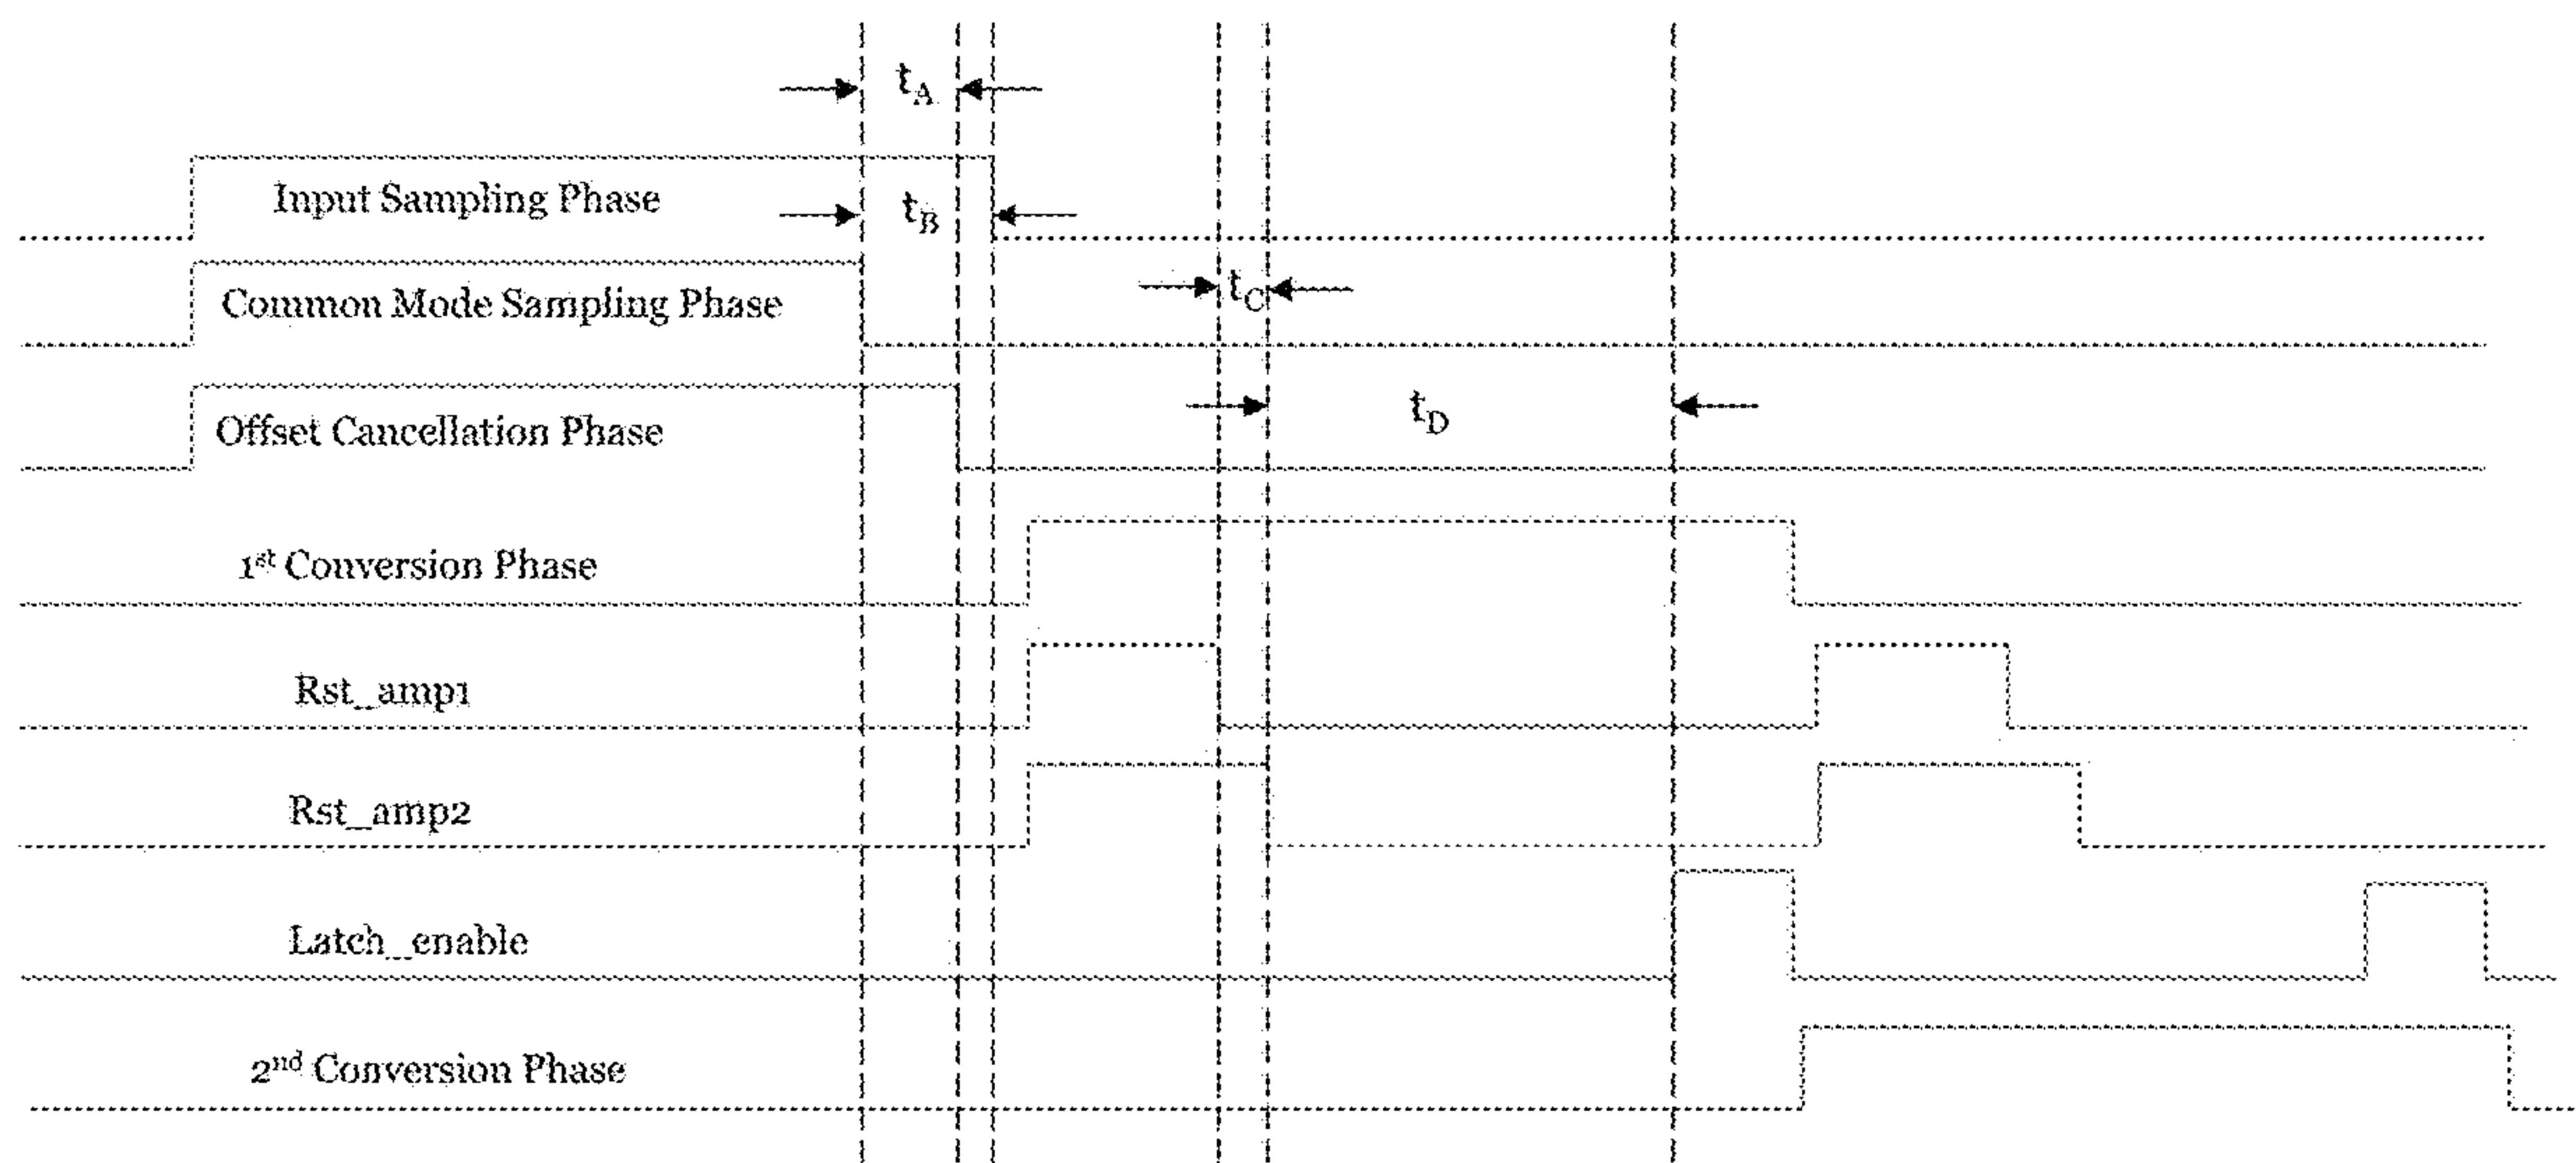 tA
Input Sampling Phase
tB
Common Mode Sampling Phase
tC
Offset Cancellation Phase
tD
1st Conversion Phase
Rst_amp1
Rst_amp2
Latch_enable
2nd Conversion Phase